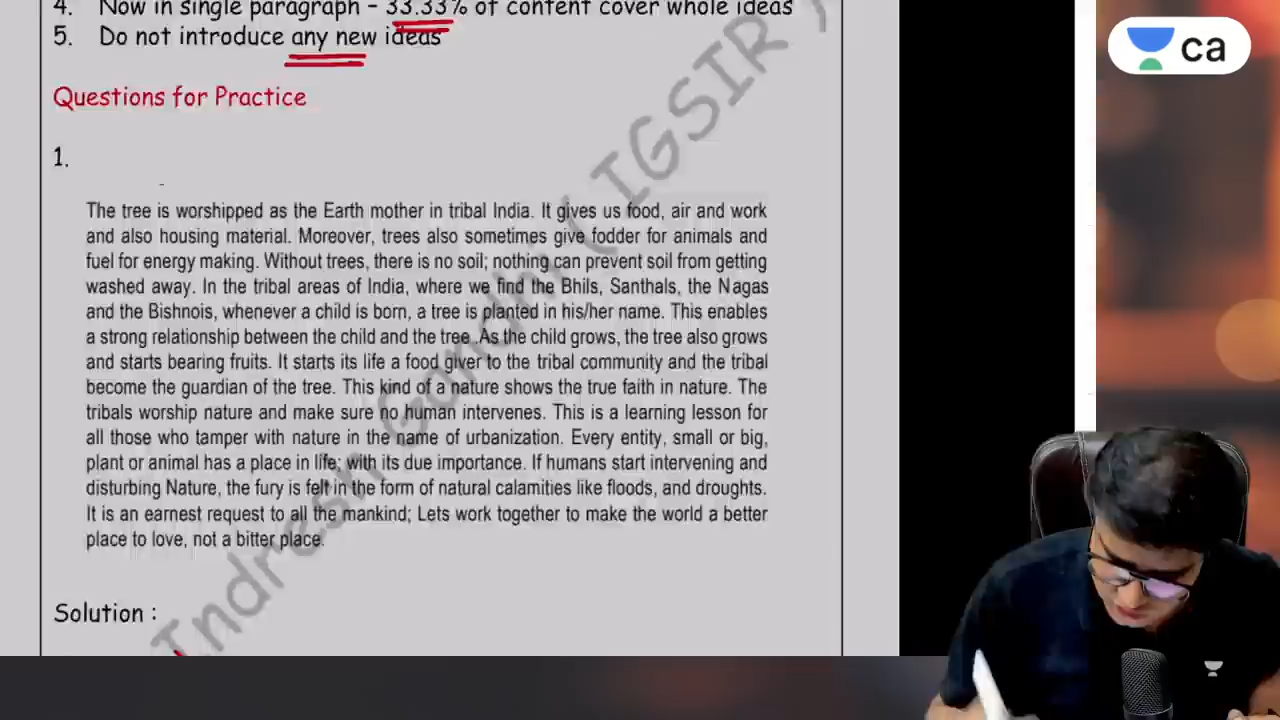 4. Now in single paragraph – 33.33% of content cover whole ideas
5. Do not introduce any new ideas
ca
Questions for Practice
1.
The tree is worshipped as the Earth mother in tribal India. It gives us food, air and work
and also housing material. Moreover, trees also sometimes give fodder for animals and
fuel for energy making. Without trees, there is no soil; nothing can prevent soil from getting
washed away. In the tribal areas of India, where we find the Bhils, Santhals, the Nagas
and the Bishnois, whenever a child is born, a tree is planted in his/her name. This enables
a strong relationship between the child and the tree. As the child grows, the tree also grows
and starts bearing fruits. It starts its life a food giver to the tribal community and the tribal
become the guardian of the tree. This kind of a nature shows the true faith in nature. The
tribals worship nature and make sure no human intervenes. This is a learning lesson for
all those who tamper with nature in the name of urbanization. Every entity, small or big,
plant or animal has a place in life; with its due importance. If humans start intervening and
disturbing Nature, the fury is felt in the form of natural calamities like floods, and droughts.
It is an earnest request to all the mankind; Lets work together to make the world a better
place to love, not a bitter place.
Solution :
Indresh Gandhi ( IGSIR )